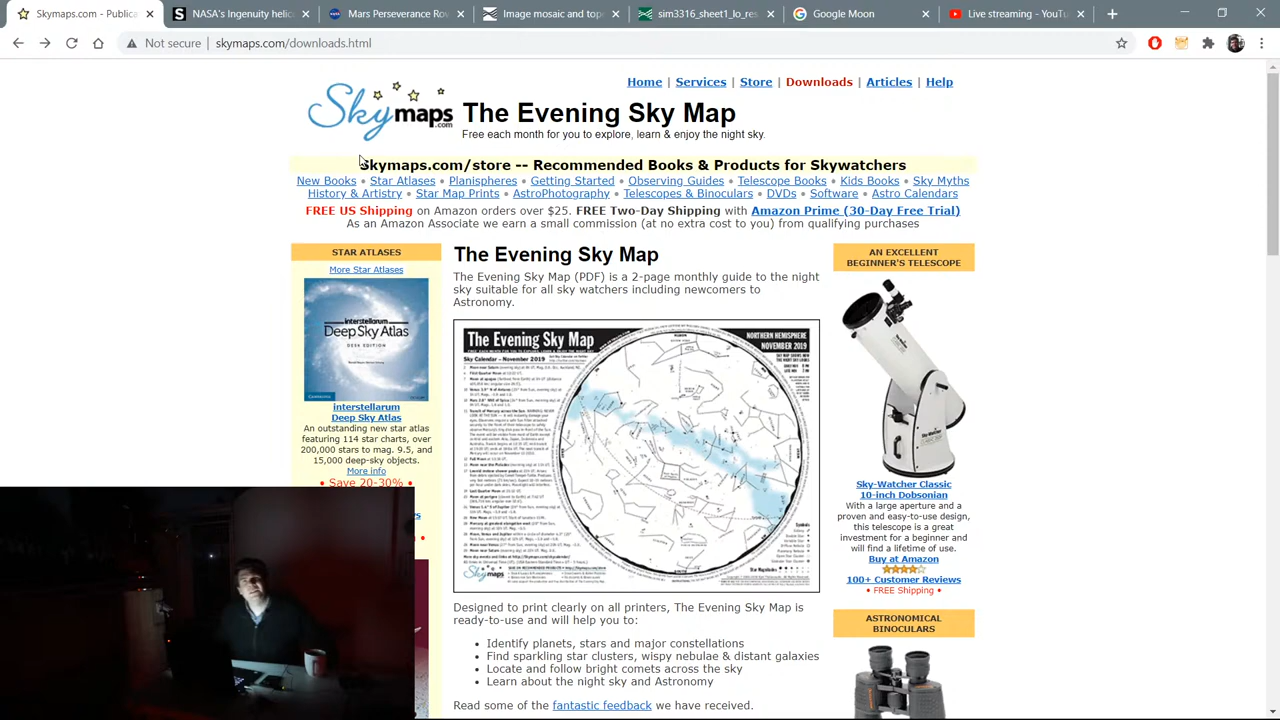 SKY-MAP.COM - Publica
NASA's Ingenuity helico
Mars Perseverance Rov
Image mosaic and topo
sim3316_sheet1_lo_res
Google Moon
Live streaming - YouTu
Not secure | skymaps.com/downloads.html
Home | Services | Store | Downloads | Articles | Help
Skymaps.com
The Evening Sky Map
Free each month for you to explore, learn & enjoy the night sky.
Skymaps.com/store -- Recommended Books & Products for Skywatchers
New Books • Star Atlases • Planispheres • Getting Started • Observing Guides • Telescope Books • Kids Books • Sky Myths
History & Artistry • Star Map Prints • AstroPhotography • Telescopes & Binoculars • DVDs • Software • Astro Calendars
FREE US Shipping on Amazon orders over $25. FREE Two-Day Shipping with Amazon Prime (30-Day Free Trial)
As an Amazon Associate we earn a small commission (at no extra cost to you) from qualifying purchases
STAR ATLASES
More Star Atlases
interstellarum
Deep Sky Atlas
DESK EDITION
interstellarum
Deep Sky Atlas
An outstanding new star atlas
featuring 114 star charts, over
200,000 stars to mag. 9.5, and
15,000 deep-sky objects.
More info
• Save 20-30% •
The Evening Sky Map
The Evening Sky Map (PDF) is a 2-page monthly guide to the night
sky suitable for all sky watchers including newcomers to
Astronomy.
The Evening Sky Map
NORTHERN HEMISPHERE
NOVEMBER 2019
Sky Calendar - November 2019
Skymaps
Designed to print clearly on all printers, The Evening Sky Map is
ready-to-use and will help you to:
• Identify planets, stars and major constellations
• Find sparkling star clusters, wispy nebulae & distant galaxies
• Locate and follow bright comets across the sky
• Learn about the night sky and Astronomy
Read some of the fantastic feedback we have received.
AN EXCELLENT
BEGINNER'S TELESCOPE
Sky-Watcher Classic
10-inch Dobsonian
With a large aperture and a
proven and easy-to-use design,
this telescope is a great
investment for a beginner and
will find a lifetime of use.
Buy at Amazon
100+ Customer Reviews
• FREE Shipping •
ASTRONOMICAL
BINOCULARS